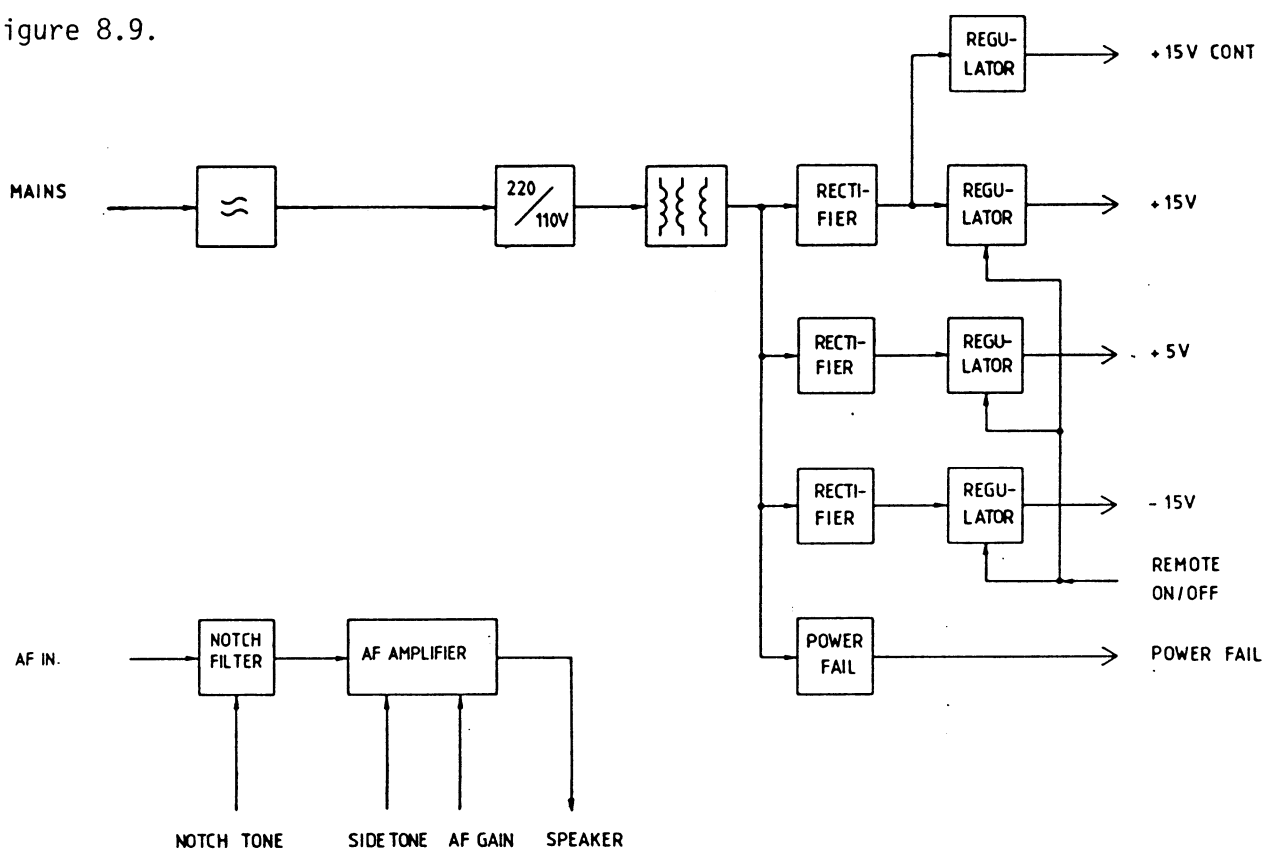 igure 8.9.
REGU-
LATOR
+15V CONT
MAINS
220
110V
RECTI-
FIER
REGU-
LATOR
+15V
RECTI-
FIER
REGU-
LATOR
+5V
RECTI-
FIER
REGU-
LATOR
-15V
REMOTE
ON/OFF
POWER
FAIL
POWER FAIL
AF IN.
NOTCH
FILTER
AF AMPLIFIER
NOTCH TONE
SIDETONE
AF GAIN
SPEAKER